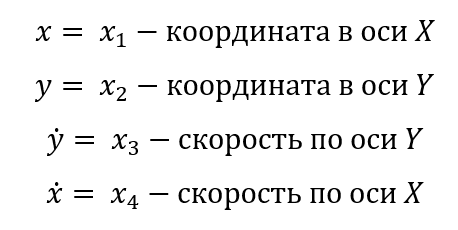 x = x₁ − координата в оси X
y = x₂ − координата в оси Y
ẏ = x₃ − скорость по оси Y
ẋ = x₄ − скорость по оси X